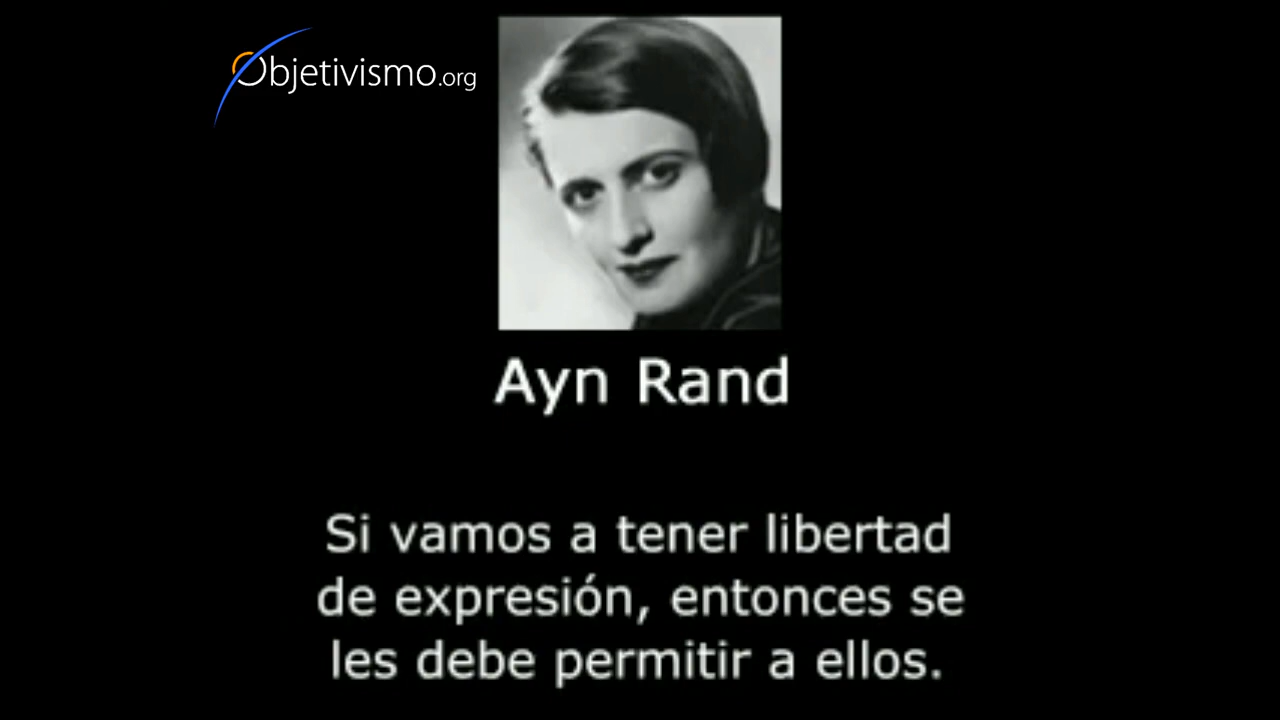 Objetivismo.org
Ayn Rand
Si vamos a tener libertad
de expresión, entonces se
les debe permitir a ellos.